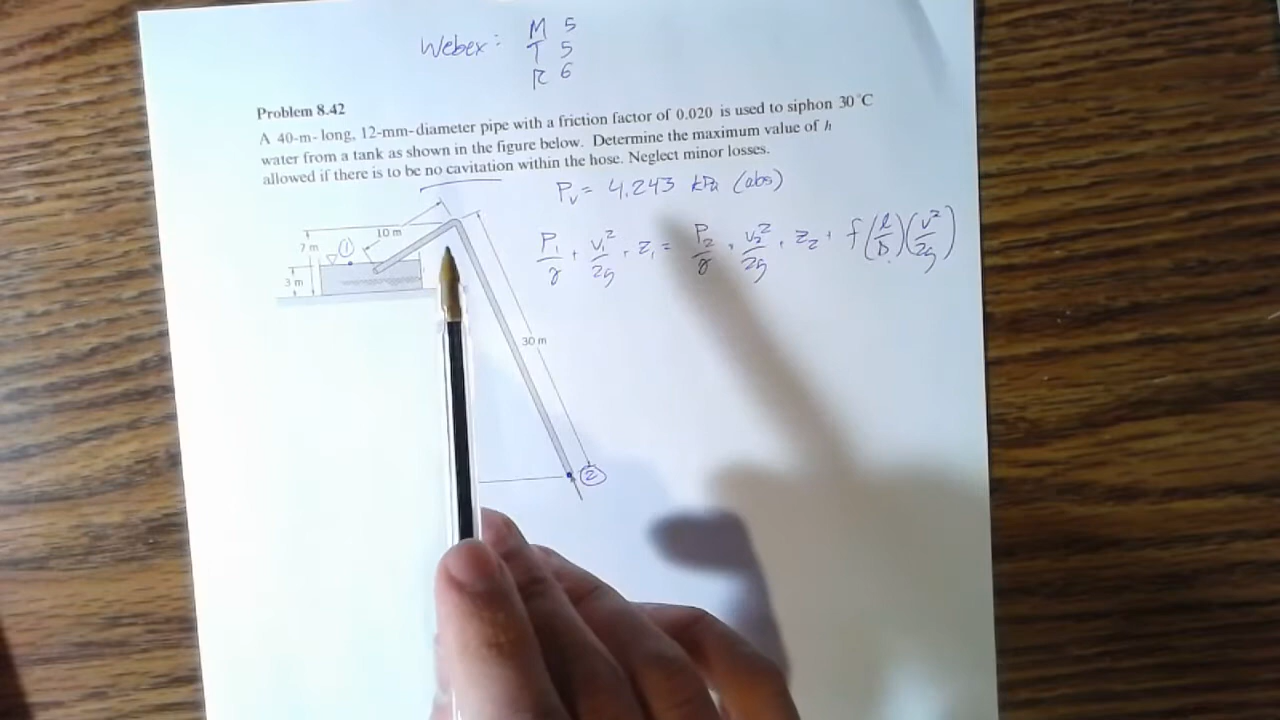 Webex: M 5
T 5
R 6
Problem 8.42
A 40-m-long, 12-mm-diameter pipe with a friction factor of 0.020 is used to siphon 30 °C
water from a tank as shown in the figure below. Determine the maximum value of h
allowed if there is to be no cavitation within the hose. Neglect minor losses.
Pv = 4.243 kPa (abs)
P₁/γ + V₁²/2g + z₁ = P₂/γ + V₂²/2g + z₂ + f(ℓ/D)(V²/2g)
10 m
7 m
1
3 m
30 m
2